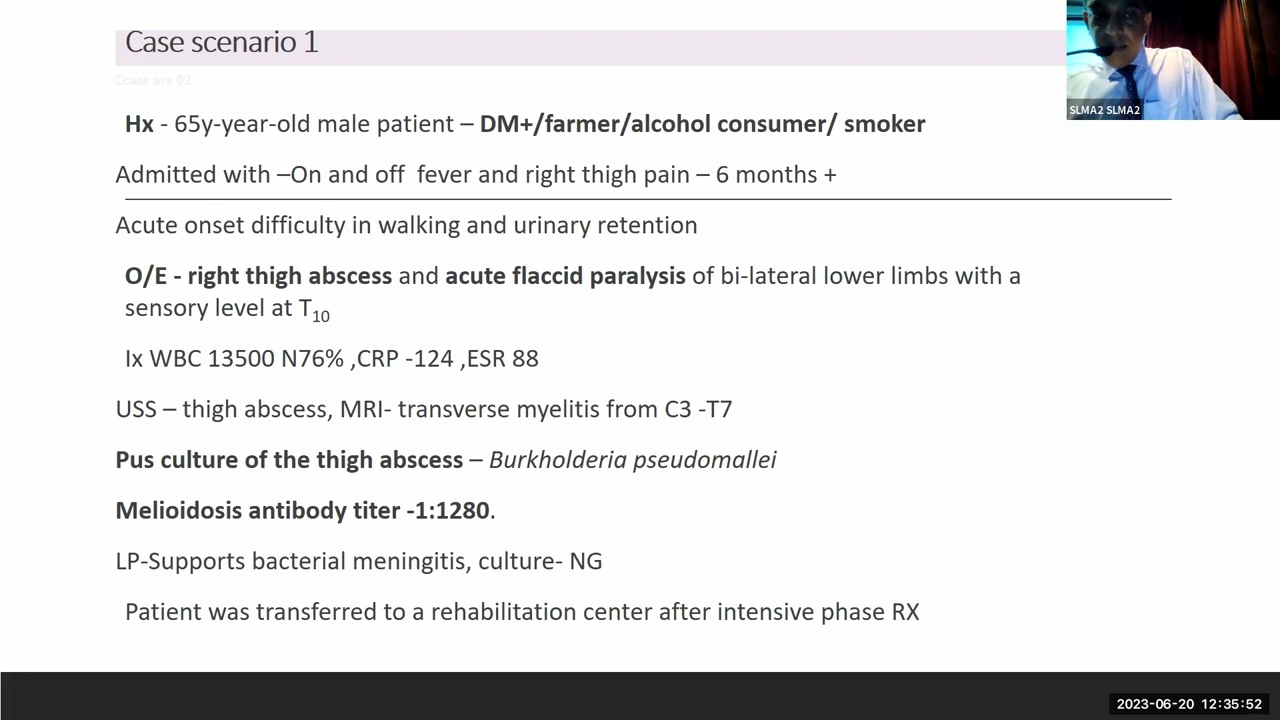 Case scenario 1
Ccase ase 02
SLMA2 SLMA2
Hx - 65y-year-old male patient – DM+/farmer/alcohol consumer/ smoker
Admitted with –On and off fever and right thigh pain – 6 months +
Acute onset difficulty in walking and urinary retention
O/E - right thigh abscess and acute flaccid paralysis of bi-lateral lower limbs with a
sensory level at T10
Ix WBC 13500 N76% ,CRP -124 ,ESR 88
USS – thigh abscess, MRI- transverse myelitis from C3 -T7
Pus culture of the thigh abscess – Burkholderia pseudomallei
Melioidosis antibody titer -1:1280.
LP-Supports bacterial meningitis, culture- NG
Patient was transferred to a rehabilitation center after intensive phase RX
2023-06-20 12:35:52